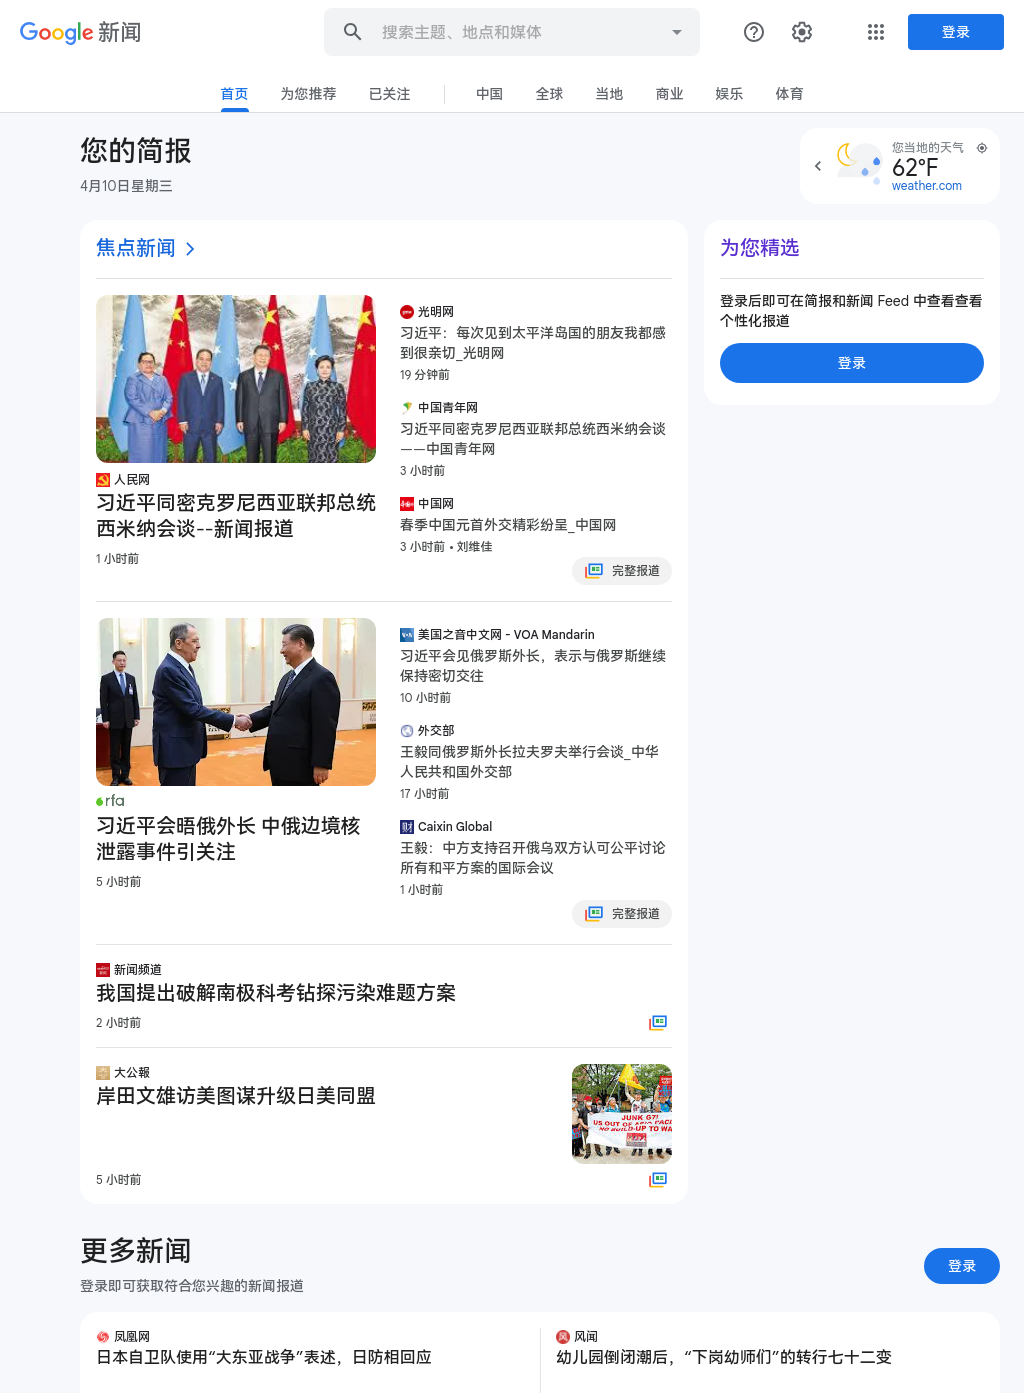 Google 新闻
搜索主题、地点和媒体
登录
首页
为您推荐
已关注
中国
全球
当地
商业
娱乐
体育
您的简报
4月10日星期三
您当地的天气
62°F
weather.com
焦点新闻
人民网
习近平同密克罗尼西亚联邦总统
西米纳会谈--新闻报道
1 小时前
光明网
习近平：每次见到太平洋岛国的朋友我都感
到很亲切_光明网
19 分钟前
中国青年网
习近平同密克罗尼西亚联邦总统西米纳会谈
——中国青年网
3 小时前
中国网
春季中国元首外交精彩纷呈_中国网
3 小时前 • 刘维佳
完整报道
为您精选
登录后即可在简报和新闻 Feed 中查看查看
个性化报道
登录
rfa
习近平会晤俄外长 中俄边境核
泄露事件引关注
5 小时前
VOA
美国之音中文网 - VOA Mandarin
习近平会见俄罗斯外长，表示与俄罗斯继续
保持密切交往
10 小时前
外交部
王毅同俄罗斯外长拉夫罗夫举行会谈_中华
人民共和国外交部
17 小时前
财
Caixin Global
王毅：中方支持召开俄乌双方认可公平讨论
所有和平方案的国际会议
1 小时前
完整报道
新闻频道
我国提出破解南极科考钻探污染难题方案
2 小时前
大公報
岸田文雄访美图谋升级日美同盟
JUNK G7!
US OUT OF ASIA PACI
NO BUILD-UP TO WA
5 小时前
更多新闻
登录即可获取符合您兴趣的新闻报道
登录
凤凰网
日本自卫队使用“大东亚战争”表述，日防相回应
风
风闻
幼儿园倒闭潮后，“下岗幼师们”的转行七十二变